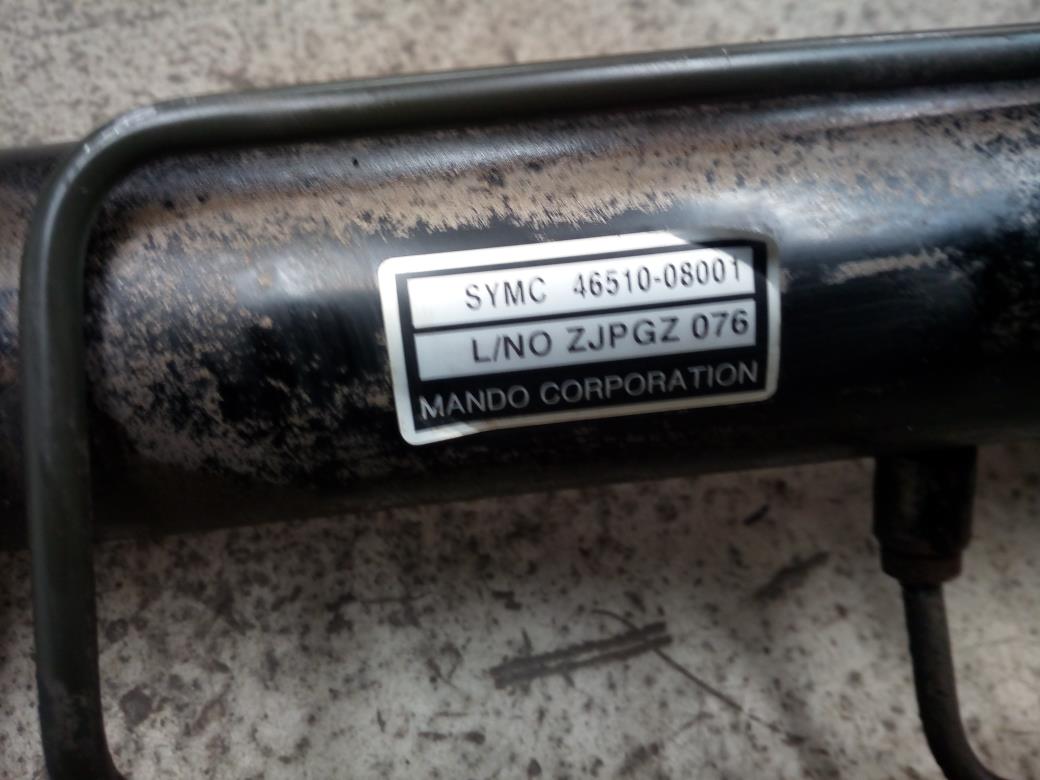 SYMC 46510-08001
L/NO ZJPGZ 076
MANDO CORPORATION